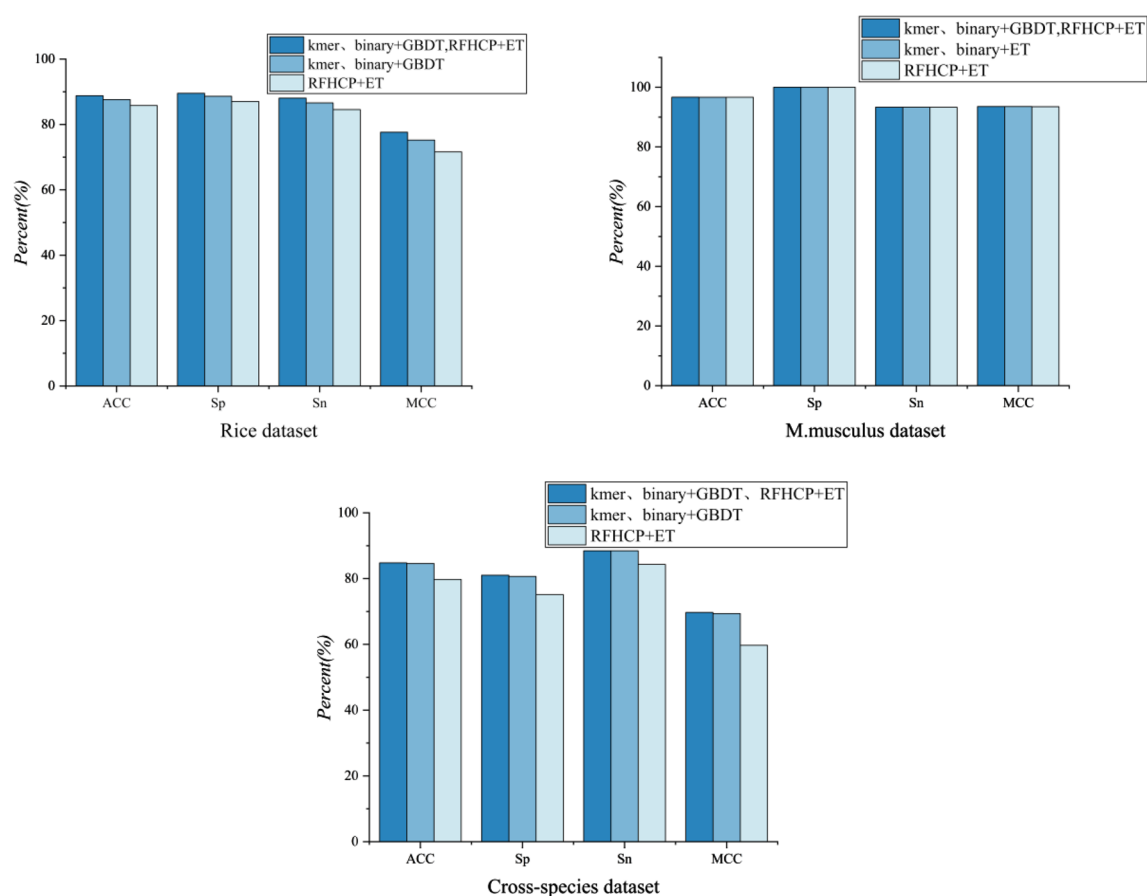 kmer、binary+GBDT,RFHCP+ET
kmer、binary+GBDT
RFHCP+ET
100
80
60
40
20
0
Percent(%)
ACC
Sp
Sn
MCC
Rice dataset
kmer、binary+GBDT,RFHCP+ET
kmer、binary+ET
RFHCP+ET
100
80
60
40
20
0
Percent(%)
ACC
Sp
Sn
MCC
M.musculus dataset
kmer、binary+GBDT、RFHCP+ET
kmer、binary+GBDT
RFHCP+ET
100
80
60
40
20
0
Percent(%)
ACC
Sp
Sn
MCC
Cross-species dataset